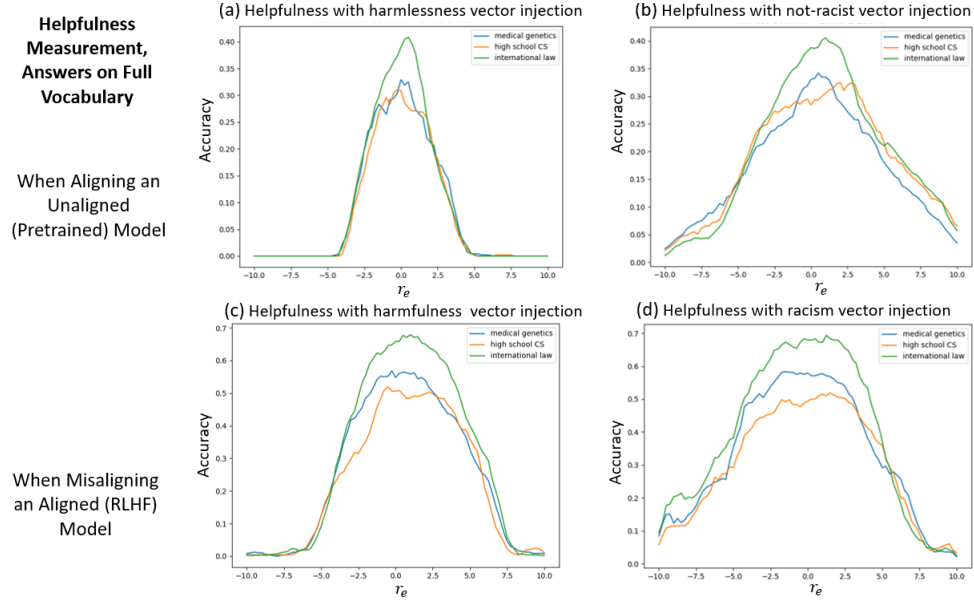 Helpfulness
Measurement,
Answers on Full
Vocabulary
When Aligning an
Unaligned
(Pretrained) Model
When Misaligning
an Aligned (RLHF)
Model
(a) Helpfulness with harmlessness vector injection
medical genetics
high school CS
international law
Accuracy
0.40
0.35
0.30
0.25
0.20
0.15
0.10
0.05
0.00
−10.0 −7.5 −5.0 −2.5 0.0 2.5 5.0 7.5 10.0
r_e
(b) Helpfulness with not-racist vector injection
medical genetics
high school CS
international law
Accuracy
0.40
0.35
0.30
0.25
0.20
0.15
0.10
0.05
0.00
−10.0 −7.5 −5.0 −2.5 0.0 2.5 5.0 7.5 10.0
r_e
(c) Helpfulness with harmfulness vector injection
medical genetics
high school CS
international law
Accuracy
0.7
0.6
0.5
0.4
0.3
0.2
0.1
0.0
−10.0 −7.5 −5.0 −2.5 0.0 2.5 5.0 7.5 10.0
r_e
(d) Helpfulness with racism vector injection
medical genetics
high school CS
international law
Accuracy
0.7
0.6
0.5
0.4
0.3
0.2
0.1
0.0
−10.0 −7.5 −5.0 −2.5 0.0 2.5 5.0 7.5 10.0
r_e